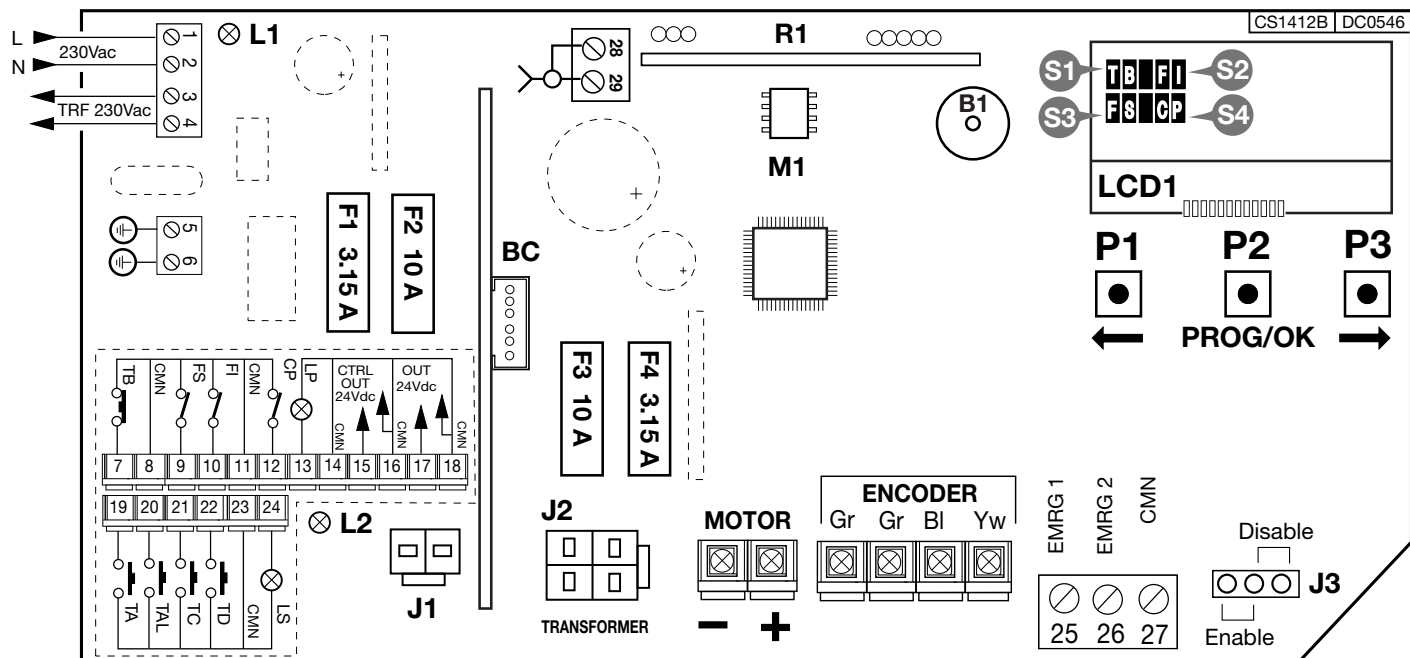 CS1412B DC0546
L 230Vac 1
N 2
TRF 230Vac 3
4
L1
28
29
R1
B1
M1
S1 TB FI S2
S3 FS CP S4
LCD1
5
6
F1 3.15 A
F2 10 A
BC
P1 P2 P3
PROG/OK
F3 10 A
F4 3.15 A
TB CMN FS FI CMN CP LP CTRL OUT 24Vdc OUT 24Vdc
CMN CMN CMN
7 8 9 10 11 12 13 14 15 16 17 18
19 20 21 22 23 24
TA TAL TC TD CMN LS
L2
J1
J2
TRANSFORMER
MOTOR
– +
ENCODER
Gr Gr Bl Yw
EMRG 1 EMRG 2 CMN
25 26 27
Disable
J3
Enable